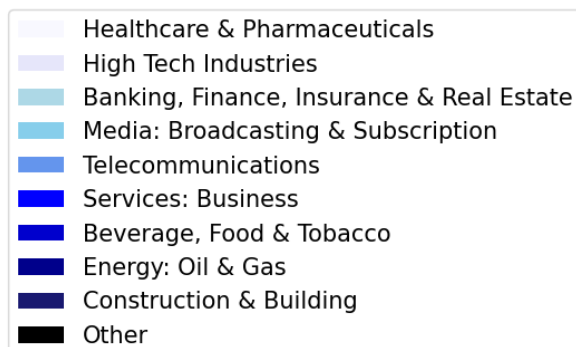 Healthcare & Pharmaceuticals
High Tech Industries
Banking, Finance, Insurance & Real Estate
Media: Broadcasting & Subscription
Telecommunications
Services: Business
Beverage, Food & Tobacco
Energy: Oil & Gas
Construction & Building
Other